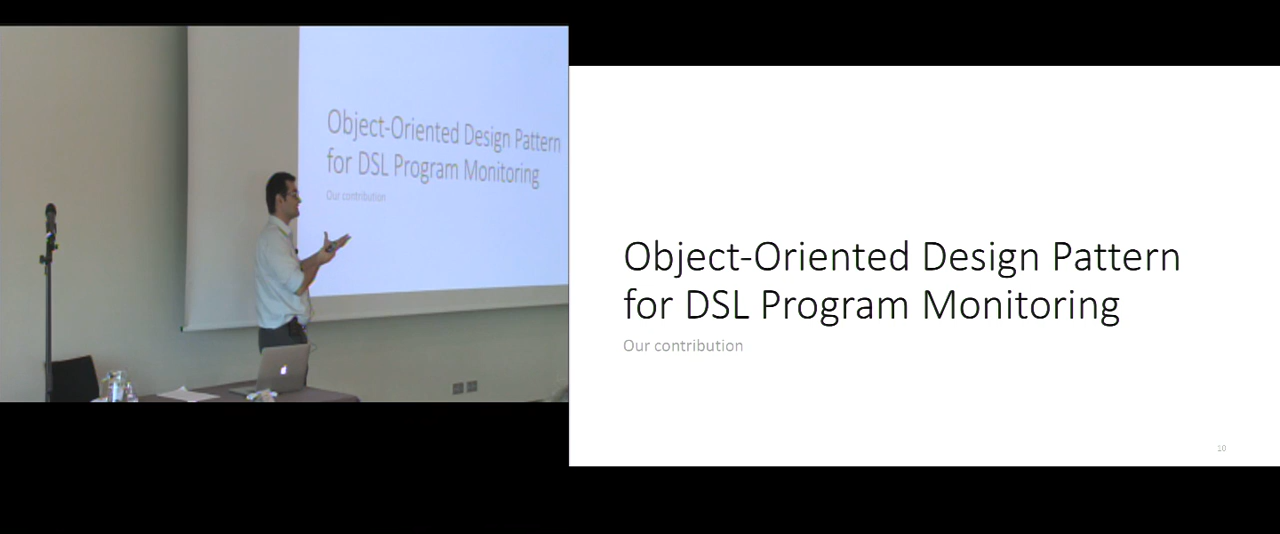 Object-Oriented Design Pattern
for DSL Program Monitoring
Our contribution
Object-Oriented Design Pattern
for DSL Program Monitoring
Our contribution
10